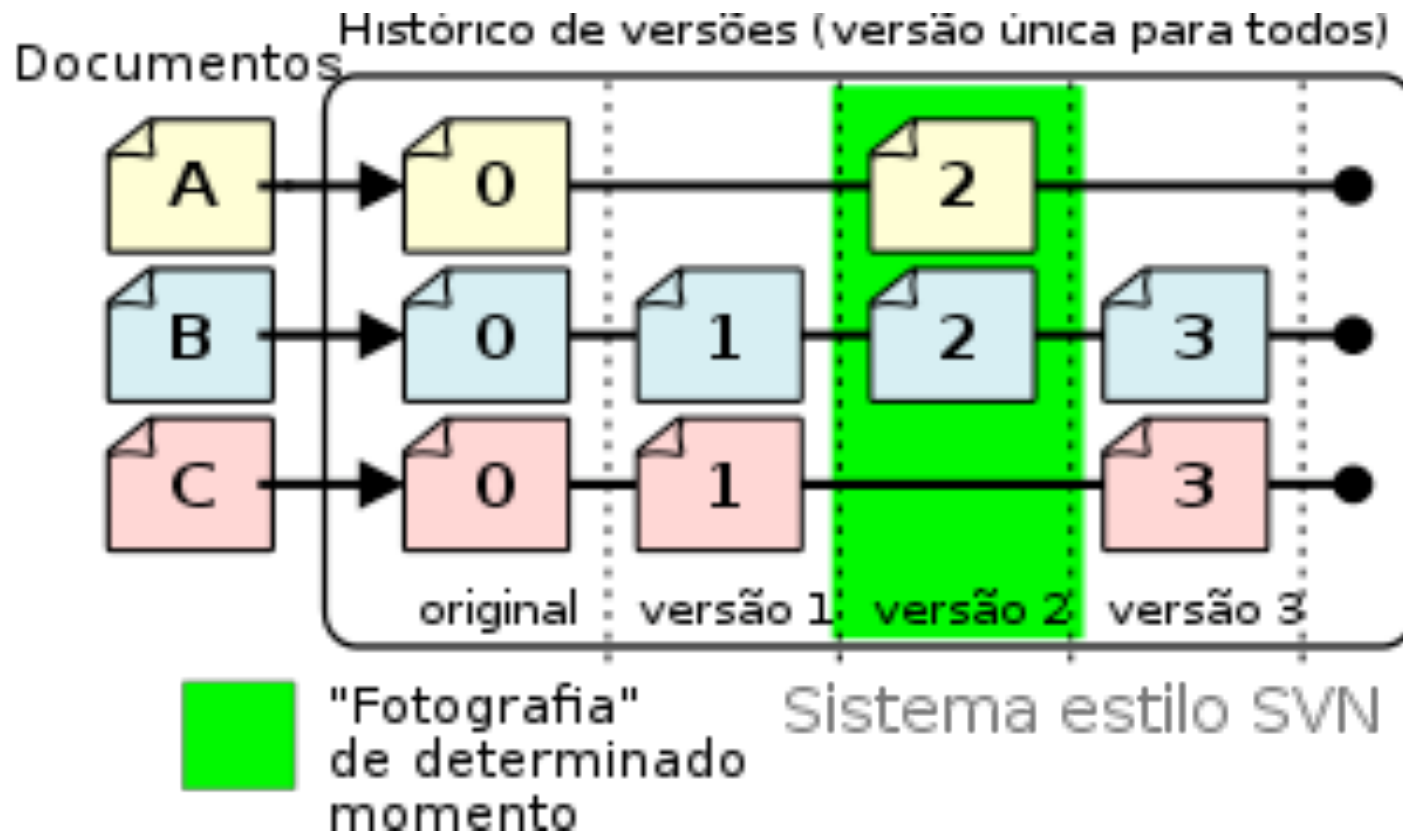 Histórico de versões (versão única para todos)
Documentos
A 0 2
B 0 1 2 3
C 0 1 3
original versão 1 versão 2 versão 3
"Fotografia"
de determinado
momento
Sistema estilo SVN